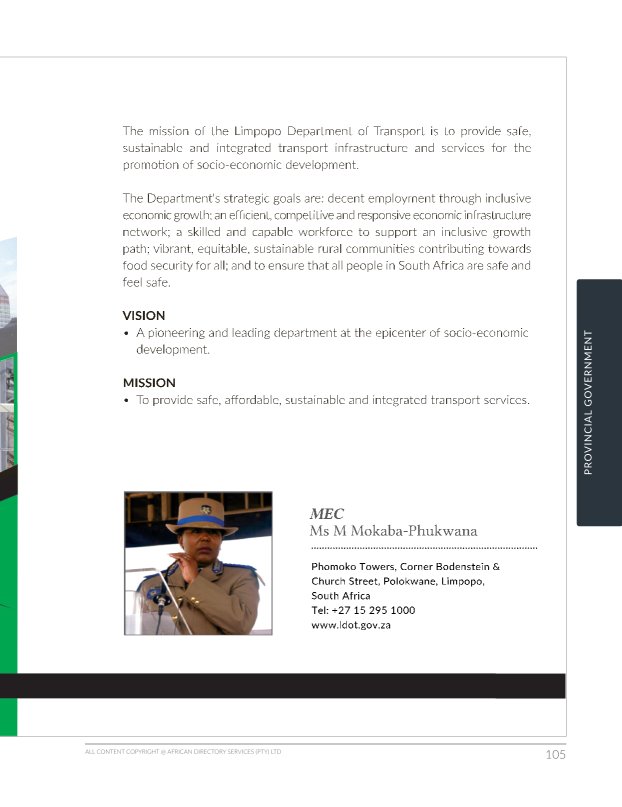 The mission of the Limpopo Department of Transport is to provide safe,
sustainable and integrated transport infrastructure and services for the
promotion of socio-economic development.
The Department's strategic goals are: decent employment through inclusive
economic growth; an efficient, competitive and responsive economic infrastructure
network; a skilled and capable workforce to support an inclusive growth
path; vibrant, equitable, sustainable rural communities contributing towards
food security for all; and to ensure that all people in South Africa are safe and
feel safe.
VISION
• A pioneering and leading department at the epicenter of socio-economic
development.
MISSION
• To provide safe, affordable, sustainable and integrated transport services.
PROVINCIAL GOVERNMENT
MEC
Ms M Mokaba-Phukwana
Phomoko Towers, Corner Bodenstein &
Church Street, Polokwane, Limpopo,
South Africa
Tel: +27 15 295 1000
www.ldot.gov.za
ALL CONTENT COPYRIGHT @ AFRICAN DIRECTORY SERVICES (PTY) LTD
105